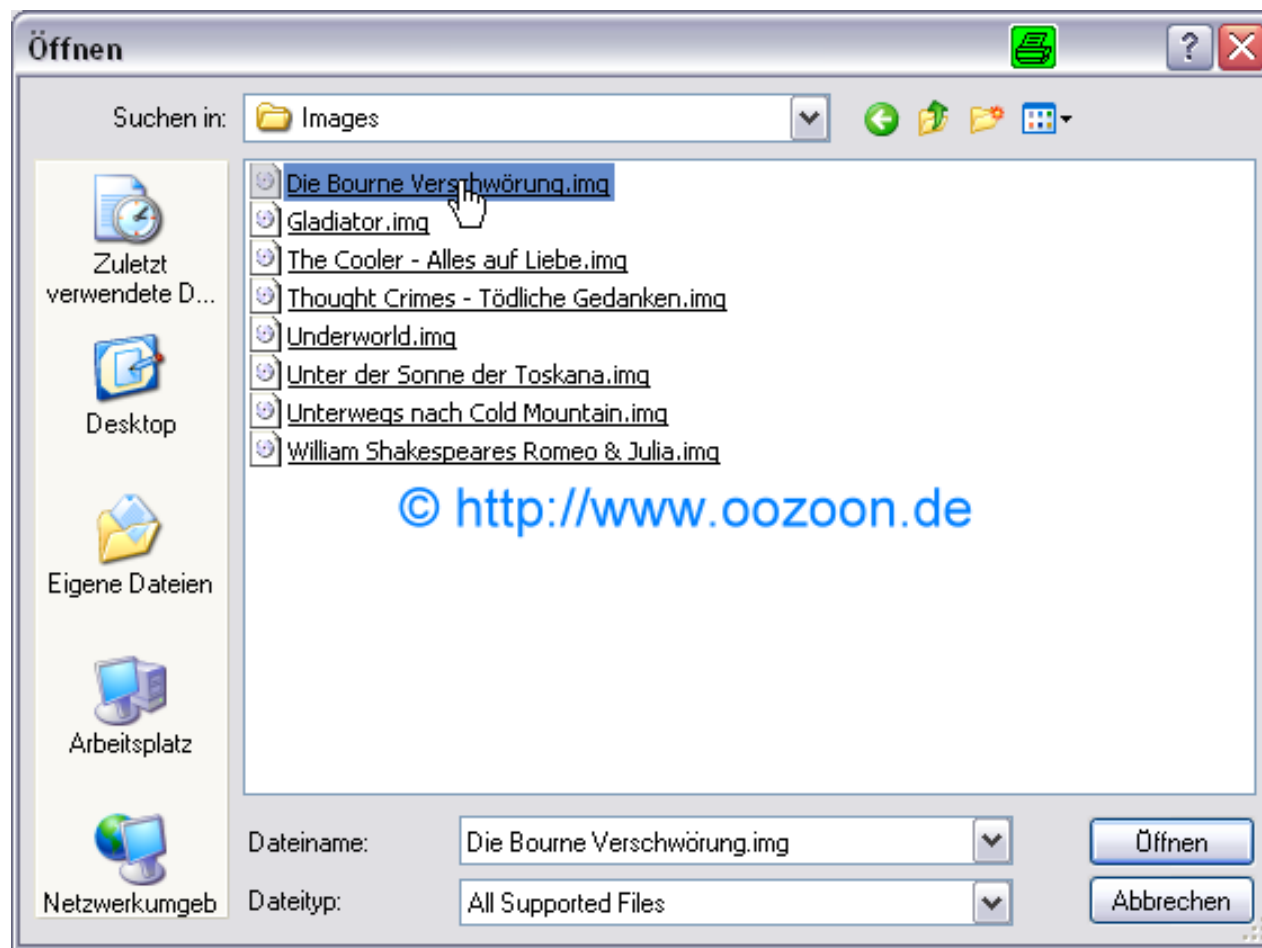 Öffnen
Suchen in: Images
Zuletzt
verwendete D...
Desktop
Eigene Dateien
Arbeitsplatz
Netzwerkumgeb
Die Bourne Verschwörung.img
Gladiator.img
The Cooler - Alles auf Liebe.img
Thought Crimes - Tödliche Gedanken.img
Underworld.img
Unter der Sonne der Toskana.img
Unterwegs nach Cold Mountain.img
William Shakespeares Romeo & Julia.img
© http://www.oozoon.de
Dateiname: Die Bourne Verschwörung.img Öffnen
Dateityp: All Supported Files Abbrechen